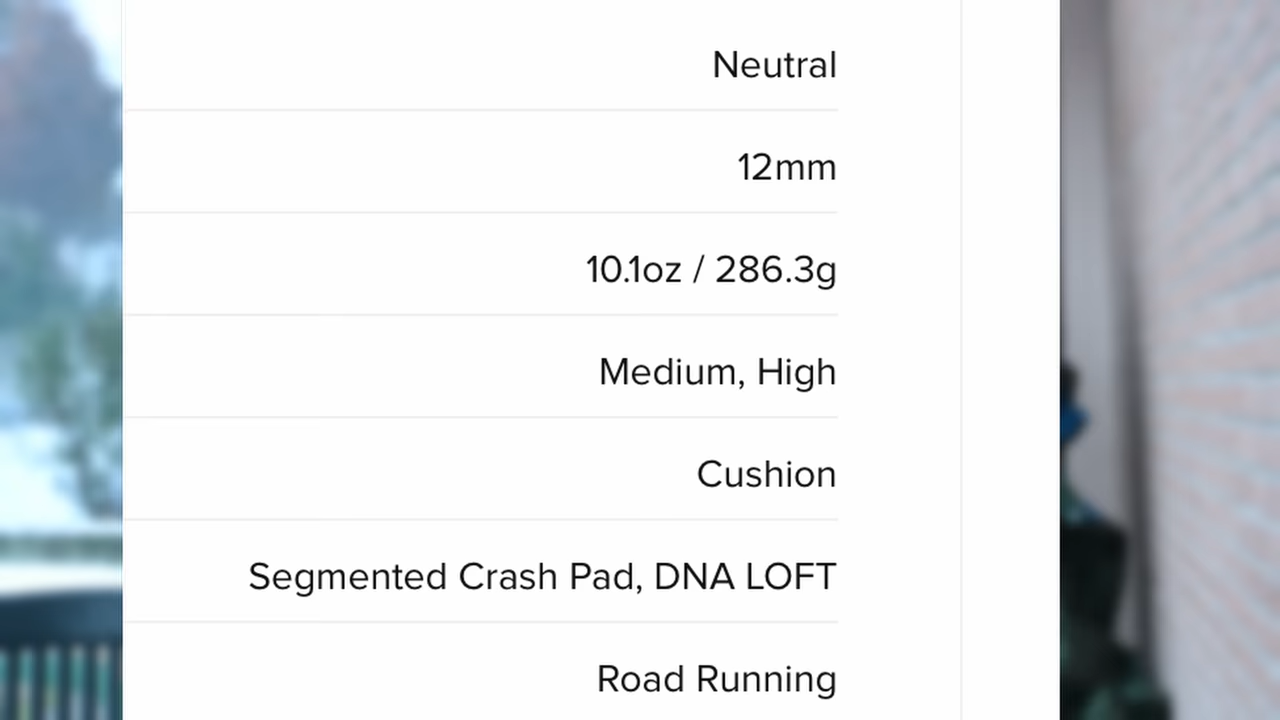 Neutral
12mm
10.1oz / 286.3g
Medium, High
Cushion
Segmented Crash Pad, DNA LOFT
Road Running